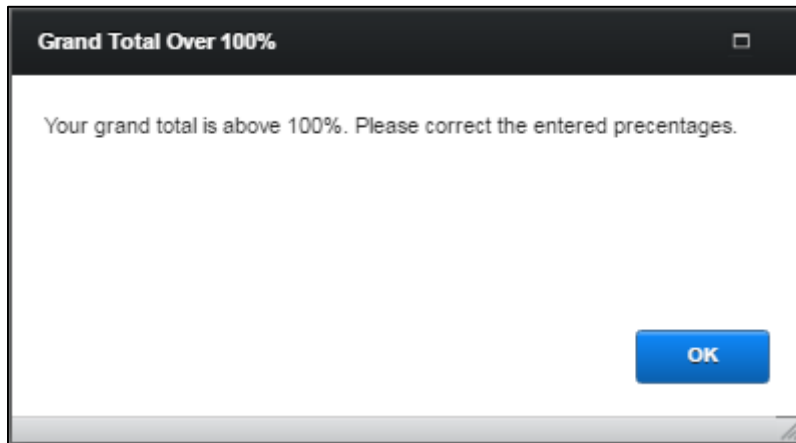 Grand Total Over 100%
Your grand total is above 100%. Please correct the entered precentages.
OK